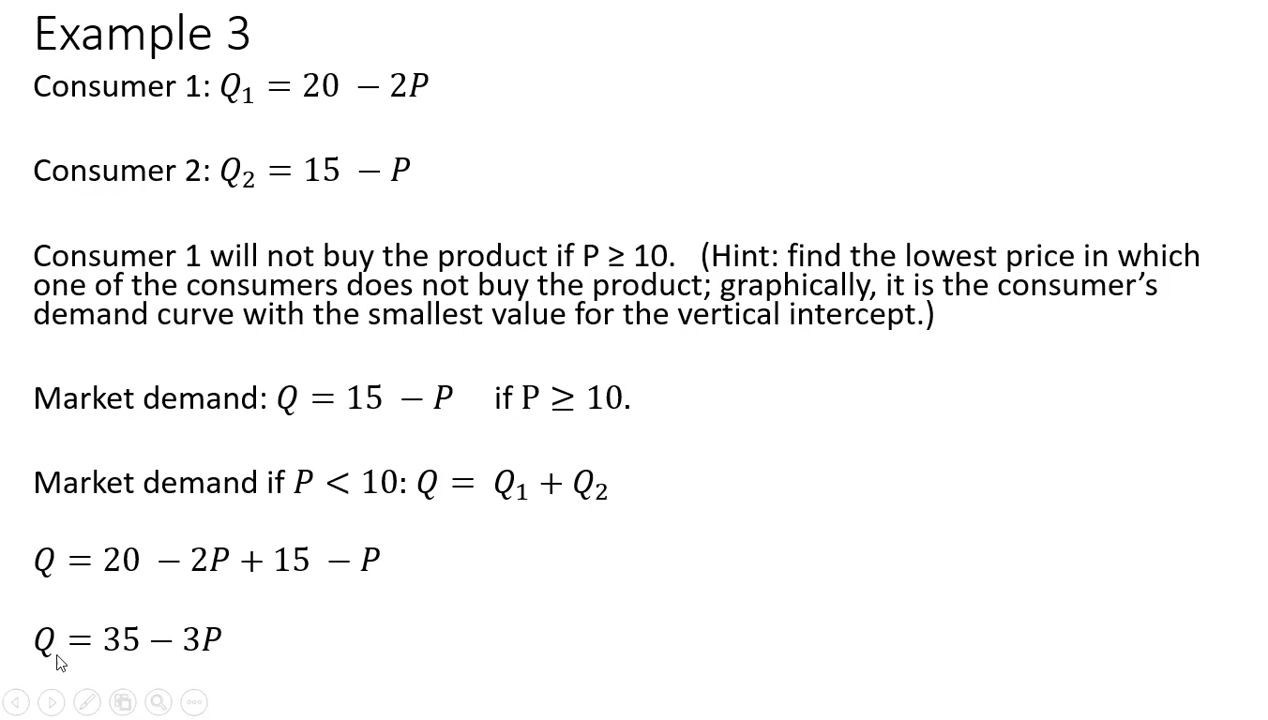 Example 3
Consumer 1: Q₁ = 20 − 2P
Consumer 2: Q₂ = 15 − P
Consumer 1 will not buy the product if P ≥ 10. (Hint: find the lowest price in which
one of the consumers does not buy the product; graphically, it is the consumer’s
demand curve with the smallest value for the vertical intercept.)
Market demand: Q = 15 − P if P ≥ 10.
Market demand if P < 10: Q = Q₁ + Q₂
Q = 20 − 2P + 15 − P
Q = 35 − 3P